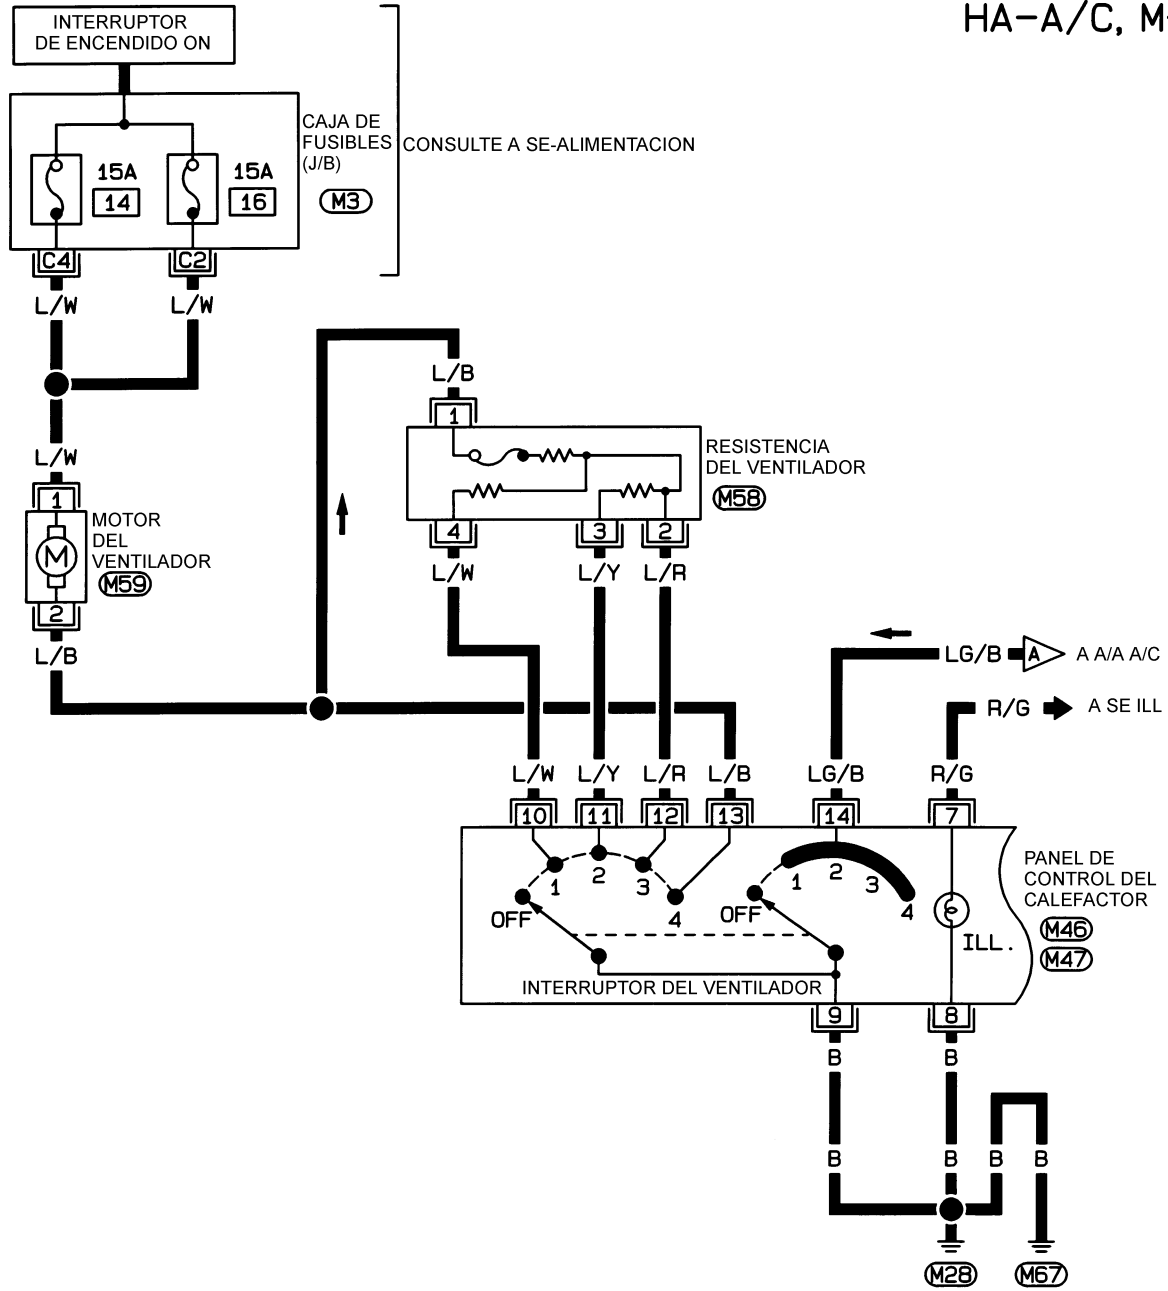 HA-A/C, M
INTERRUPTOR
DE ENCENDIDO ON
CAJA DE
FUSIBLES
(J/B)
M3
CONSULTE A SE-ALIMENTACION
15A
14
15A
16
C4
C2
L/W
L/W
L/B
1
RESISTENCIA
DEL VENTILADOR
M58
L/W
1
MOTOR
DEL
VENTILADOR
M59
M
2
L/B
4
3
2
L/W
L/Y
L/R
LG/B
A
A A/A A/C
R/G
A SE ILL
L/W
L/Y
L/R
L/B
LG/B
R/G
10
11
12
13
14
7
OFF
1
2
3
4
OFF
1
2
3
4
ILL.
INTERRUPTOR DEL VENTILADOR
PANEL DE
CONTROL DEL
CALEFACTOR
M46
M47
9
8
B
B
B
B
B
B
M28
M67